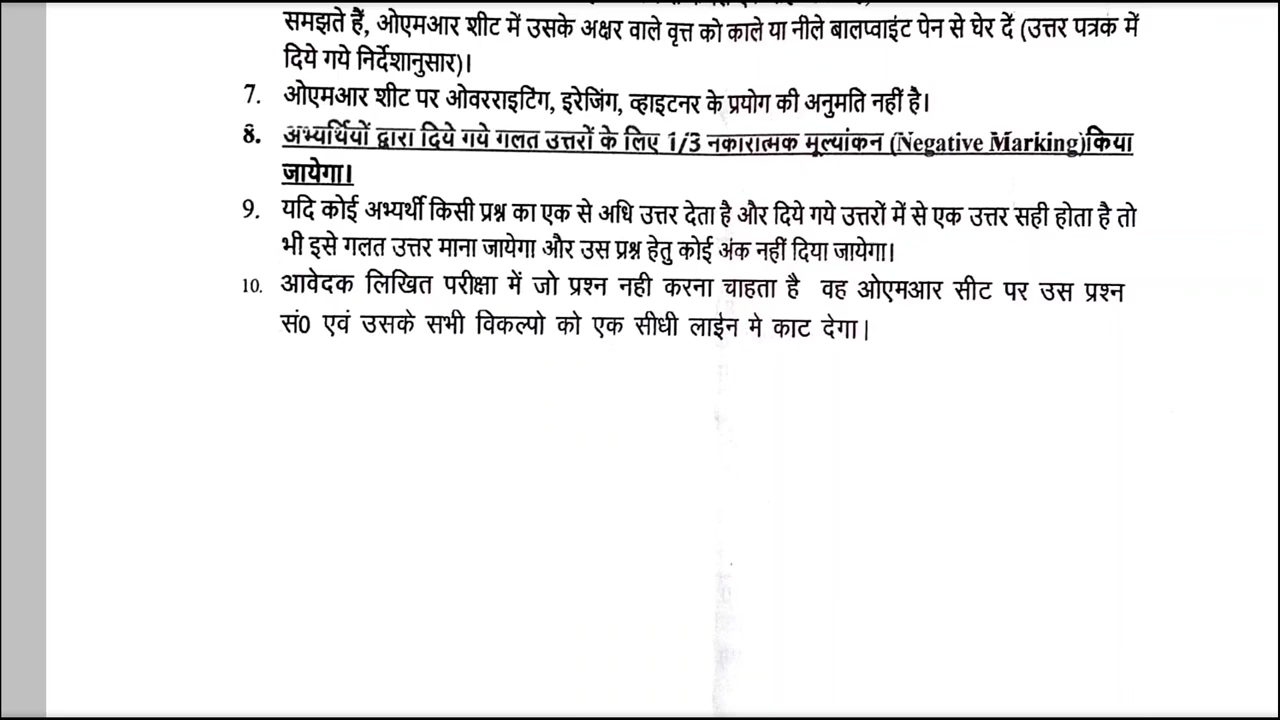 समझते हैं, ओएमआर शीट में उसके अक्षर वाले वृत्त को काले या नीले बालप्वाइंट पेन से घेर दें (उत्तर पत्रक में
दिये गये निर्देशानुसार)।
7. ओएमआर शीट पर ओवरराइटिंग, इरेजिंग, व्हाइटनर के प्रयोग की अनुमति नहीं है।
8. अभ्यर्थियों द्वारा दिये गये गलत उत्तरों के लिए 1/3 नकारात्मक मूल्यांकन (Negative Marking)किया
जायेगा।
9. यदि कोई अभ्यर्थी किसी प्रश्न का एक से अधि उत्तर देता है और दिये गये उत्तरों में से एक उत्तर सही होता है तो
भी इसे गलत उत्तर माना जायेगा और उस प्रश्न हेतु कोई अंक नहीं दिया जायेगा।
10. आवेदक लिखित परीक्षा में जो प्रश्न नही करना चाहता है वह ओएमआर सीट पर उस प्रश्न
सं0 एवं उसके सभी विकल्पो को एक सीधी लाईन मे काट देगा।